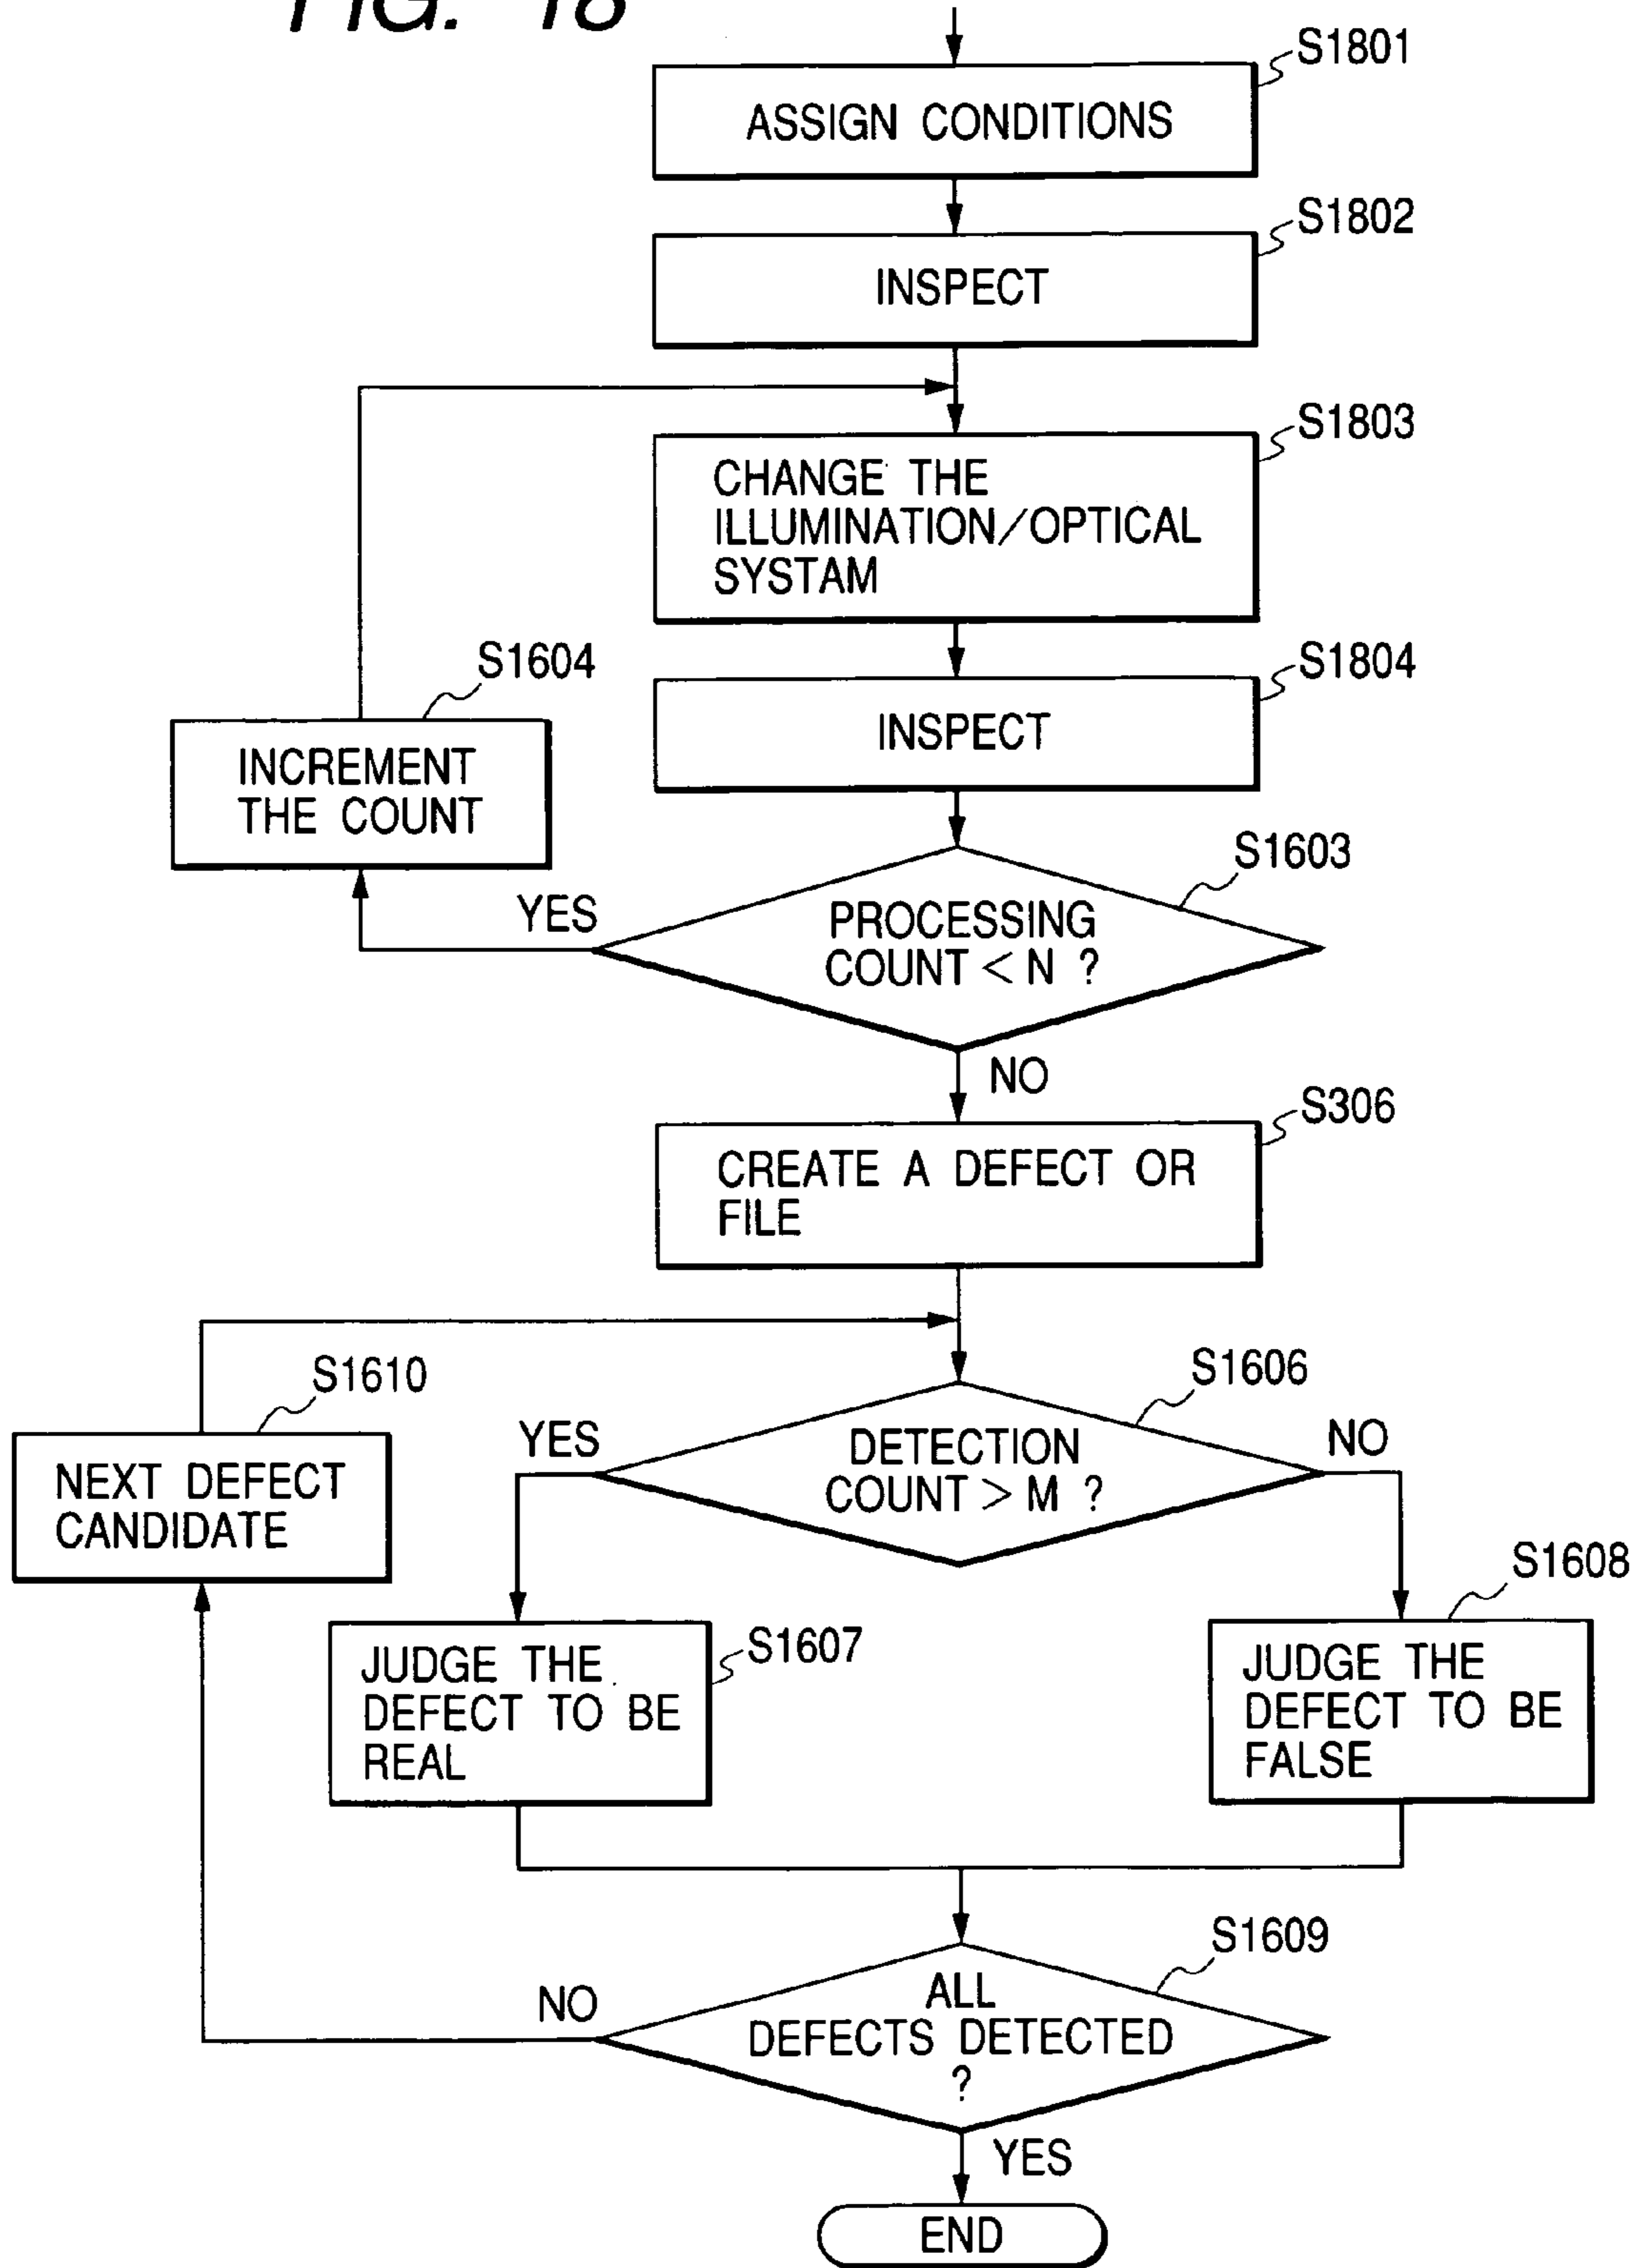 FIG. 18
S1801
ASSIGN CONDITIONS
S1802
INSPECT
S1803
CHANGE THE
ILLUMINATION/OPTICAL
SYSTAM
S1604
S1804
INCREMENT
THE COUNT
INSPECT
S1603
YES
PROCESSING
COUNT < N ?
NO
S306
CREATE A DEFECT OR
FILE
S1610
S1606
YES
NO
NEXT DEFECT
CANDIDATE
DETECTION
COUNT > M ?
S1608
S1607
JUDGE THE
DEFECT TO BE
REAL
JUDGE THE
DEFECT TO BE
FALSE
S1609
NO
ALL
DEFECTS DETECTED
?
YES
END